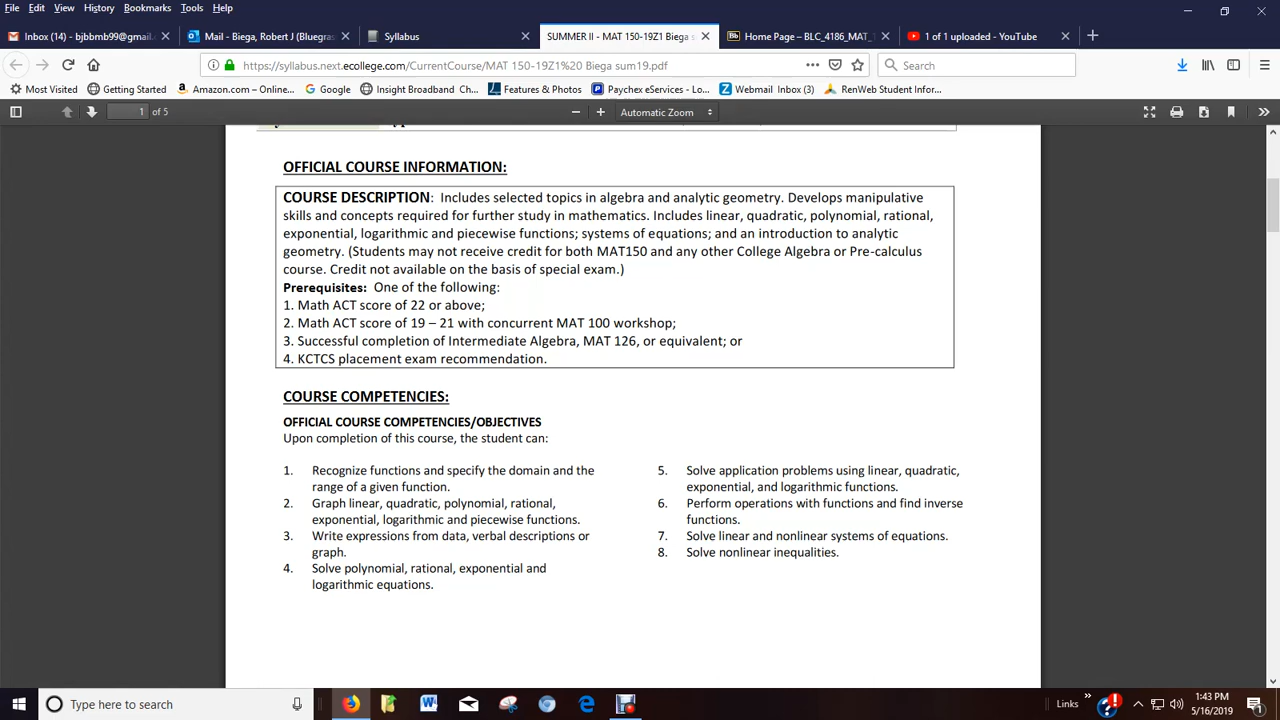 File Edit View History Bookmarks Tools Help
Inbox (14) - bjbbmb99@gmail.
Mail - Biega, Robert J (Bluegras
Syllabus
SUMMER II - MAT 150-19Z1 Biega s
Home Page – BLC_4186_MAT_
1 of 1 uploaded - YouTube
https://syllabus.next.ecollege.com/CurrentCourse/MAT 150-19Z1%20 Biega sum19.pdf
Search
Most Visited Getting Started Amazon.com – Online... Google Insight Broadband Ch... Features & Photos Paychex eServices - Lo... Webmail Inbox (3) RenWeb Student Infor...
1 of 5
Automatic Zoom
OFFICIAL COURSE INFORMATION:
COURSE DESCRIPTION: Includes selected topics in algebra and analytic geometry. Develops manipulative
skills and concepts required for further study in mathematics. Includes linear, quadratic, polynomial, rational,
exponential, logarithmic and piecewise functions; systems of equations; and an introduction to analytic
geometry. (Students may not receive credit for both MAT150 and any other College Algebra or Pre-calculus
course. Credit not available on the basis of special exam.)
Prerequisites: One of the following:
1. Math ACT score of 22 or above;
2. Math ACT score of 19 – 21 with concurrent MAT 100 workshop;
3. Successful completion of Intermediate Algebra, MAT 126, or equivalent; or
4. KCTCS placement exam recommendation.
COURSE COMPETENCIES:
OFFICIAL COURSE COMPETENCIES/OBJECTIVES
Upon completion of this course, the student can:
1. Recognize functions and specify the domain and the
range of a given function.
2. Graph linear, quadratic, polynomial, rational,
exponential, logarithmic and piecewise functions.
3. Write expressions from data, verbal descriptions or
graph.
4. Solve polynomial, rational, exponential and
logarithmic equations.
5. Solve application problems using linear, quadratic,
exponential, and logarithmic functions.
6. Perform operations with functions and find inverse
functions.
7. Solve linear and nonlinear systems of equations.
8. Solve nonlinear inequalities.
Type here to search
Links
1:43 PM
5/16/2019